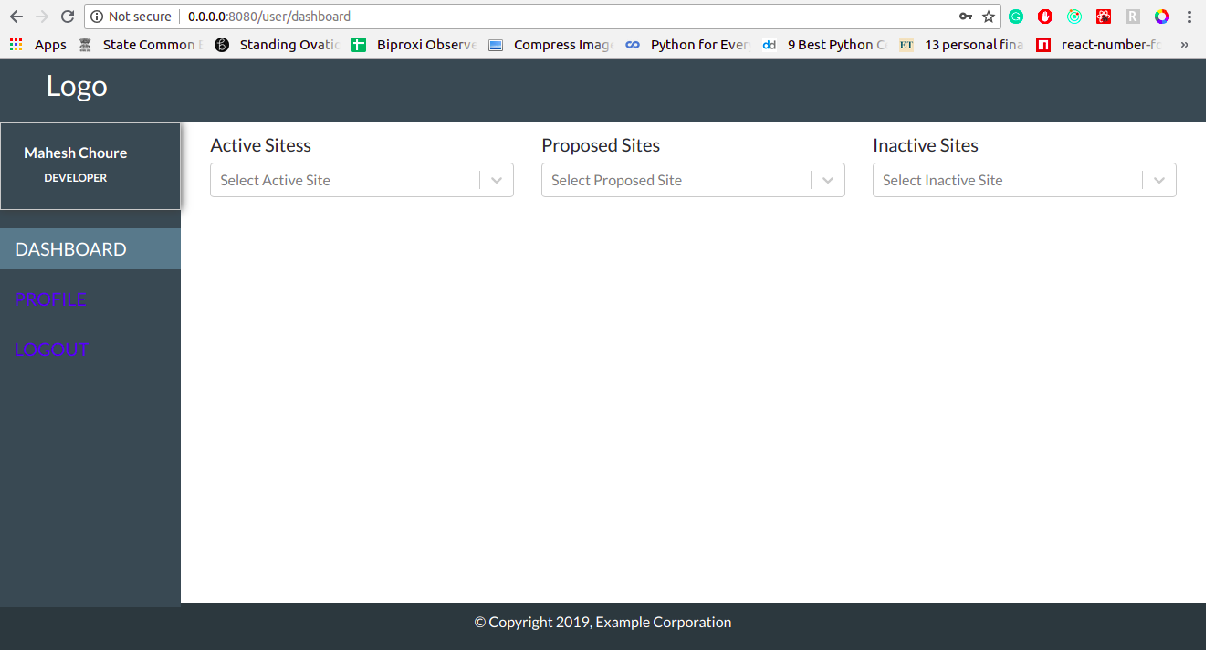 Not secure | 0.0.0.0:8080/user/dashboard
Apps State Common Standing Ovatic Biproxi Observe Compress Imag Python for Ever 9 Best Python C FT 13 personal fina react-number-fo »
Logo
Mahesh Choure
DEVELOPER
Active Sitess Proposed Sites Inactive Sites
Select Active Site Select Proposed Site Select Inactive Site
DASHBOARD
PROFILE
LOGOUT
© Copyright 2019, Example Corporation